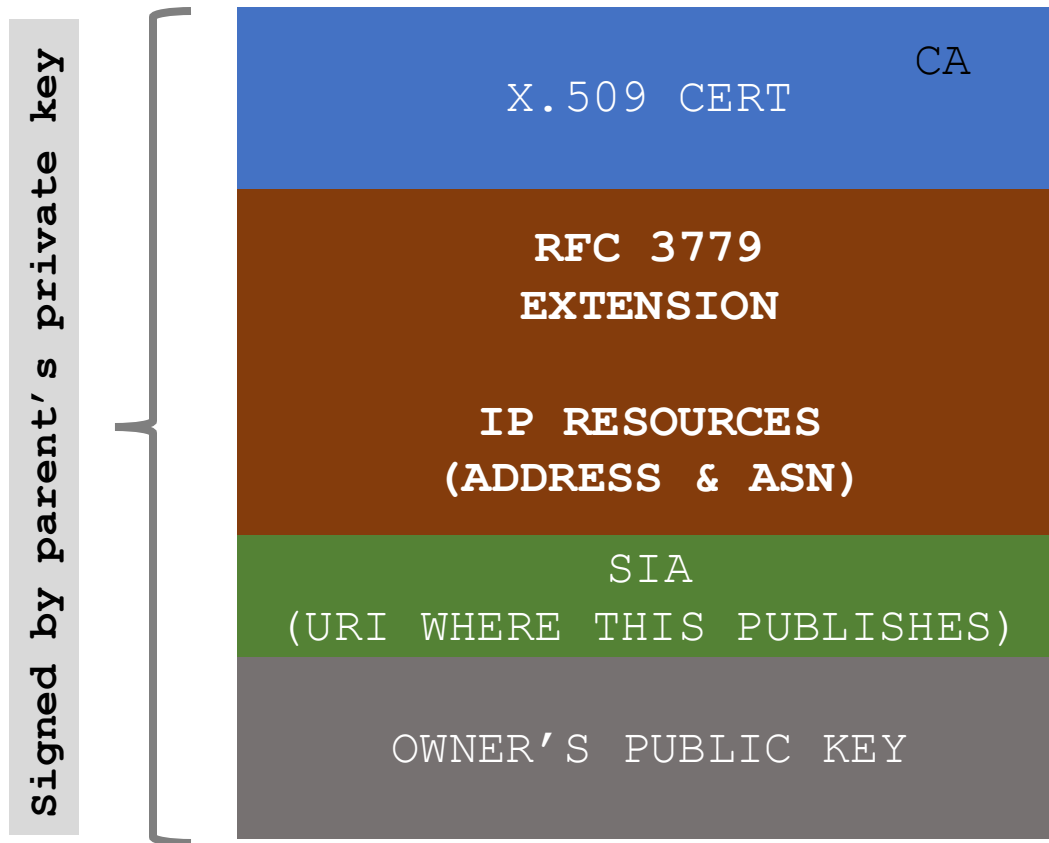 Signed by parent’s private key
CA
X.509 CERT
RFC 3779
EXTENSION
IP RESOURCES
(ADDRESS & ASN)
SIA
(URI WHERE THIS PUBLISHES)
OWNER’S PUBLIC KEY